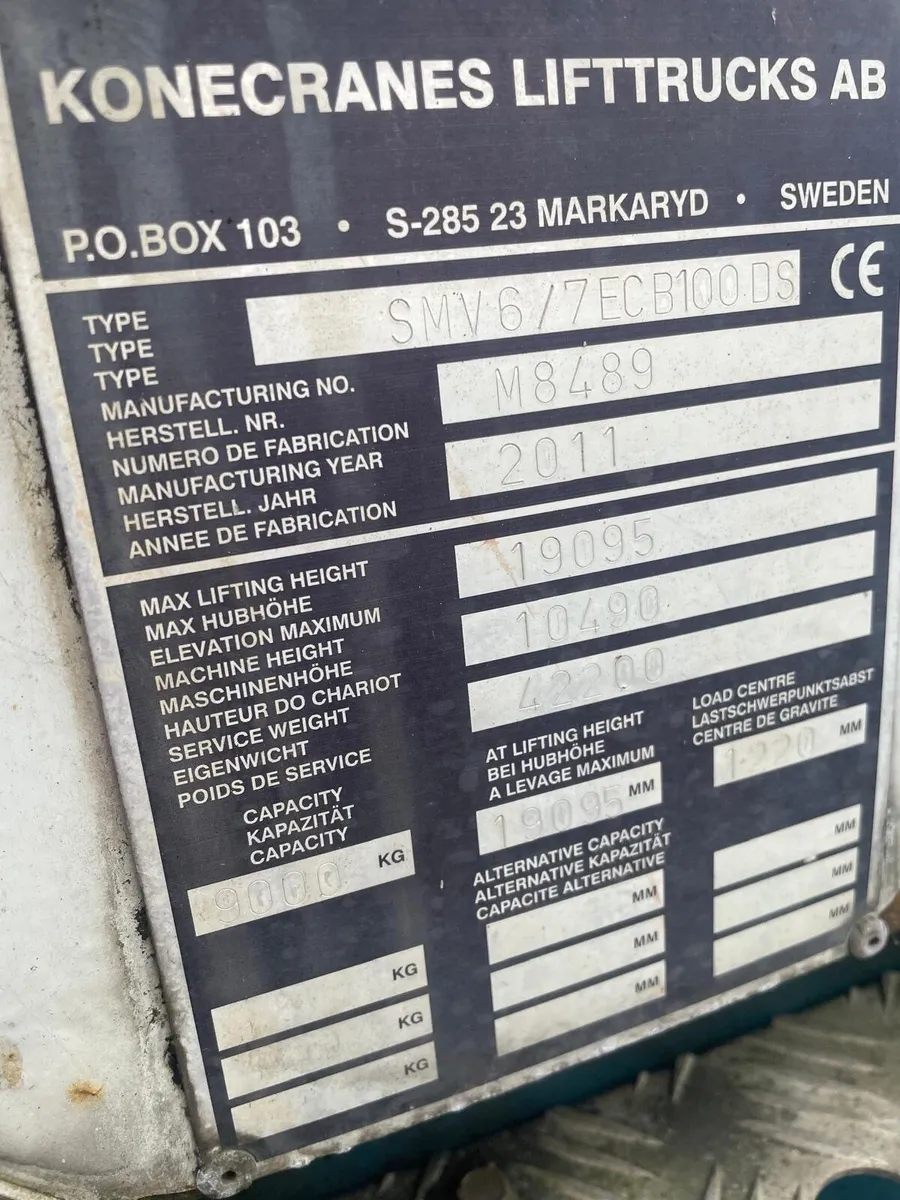 KONECRANES LIFTTRUCKS AB
P.O.BOX 103 • S-285 23 MARKARYD • SWEDEN
CE
TYPE
TYPE
TYPE
SMV6/7ECB100DS
MANUFACTURING NO.
HERSTELL. NR.
NUMERO DE FABRICATION
M8489
MANUFACTURING YEAR
HERSTELL. JAHR
ANNEE DE FABRICATION
2011
MAX LIFTING HEIGHT
MAX HUBHÖHE
ELEVATION MAXIMUM
19095
MACHINE HEIGHT
MASCHINENHÖHE
HAUTEUR DO CHARIOT
10490
SERVICE WEIGHT
EIGENWICHT
POIDS DE SERVICE
42200
CAPACITY
KAPAZITÄT
CAPACITY
9000 KG
AT LIFTING HEIGHT
BEI HUBHÖHE
A LEVAGE MAXIMUM
19095 MM
LOAD CENTRE
LASTSCHWERPUNKTSABST
CENTRE DE GRAVITE
1220 MM
ALTERNATIVE CAPACITY
ALTERNATIVE KAPAZITÄT
CAPACITE ALTERNATIVE
KG MM MM
KG MM MM
KG MM MM